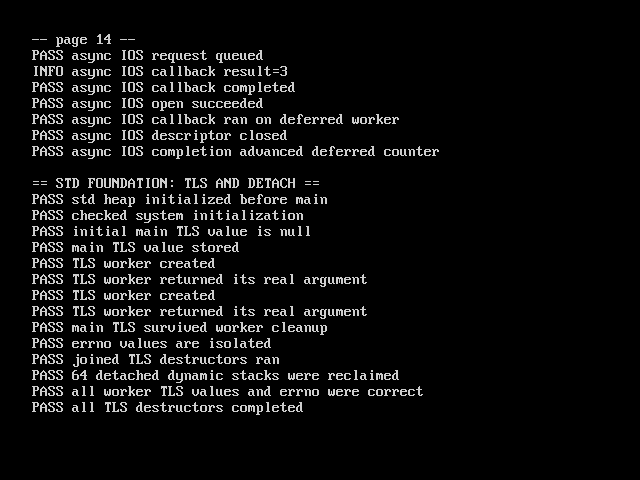 -- page 14 --
PASS async IOS request queued
INFO async IOS callback result=3
PASS async IOS callback completed
PASS async IOS open succeeded
PASS async IOS callback ran on deferred worker
PASS async IOS descriptor closed
PASS async IOS completion advanced deferred counter
== STD FOUNDATION: TLS AND DETACH ==
PASS std heap initialized before main
PASS checked system initialization
PASS initial main TLS value is null
PASS main TLS value stored
PASS TLS worker created
PASS TLS worker returned its real argument
PASS TLS worker created
PASS TLS worker returned its real argument
PASS main TLS survived worker cleanup
PASS errno values are isolated
PASS joined TLS destructors ran
PASS 64 detached dynamic stacks were reclaimed
PASS all worker TLS values and errno were correct
PASS all TLS destructors completed